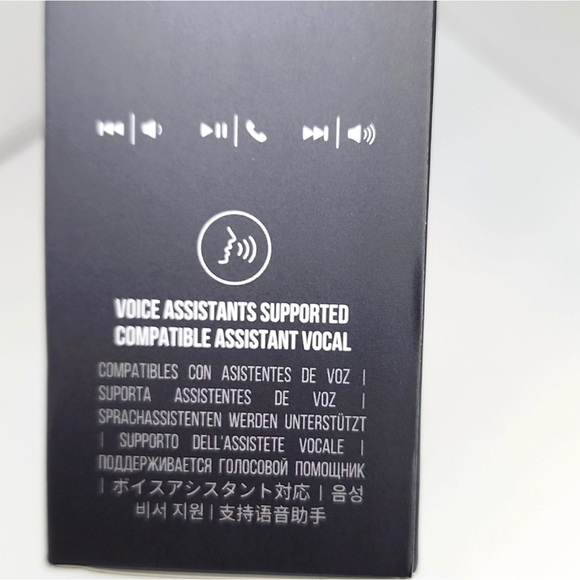 VOICE ASSISTANTS SUPPORTED
COMPATIBLE ASSISTANT VOCAL
COMPATIBLES CON ASISTENTES DE VOZ |
SUPORTA ASSISTENTES DE VOZ |
SPRACHASSISTENTEN WERDEN UNTERSTÜTZT
| SUPPORTO DELL'ASSISTETE VOCALE |
ПОДДЕРЖИВАЕТСЯ ГОЛОСОВОЙ ПОМОЩНИК
| ボイスアシスタント対応 | 음성
비서 지원 | 支持语音助手